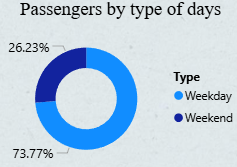 Passengers by type of days
26.23%
Type
Weekday
Weekend
73.77%